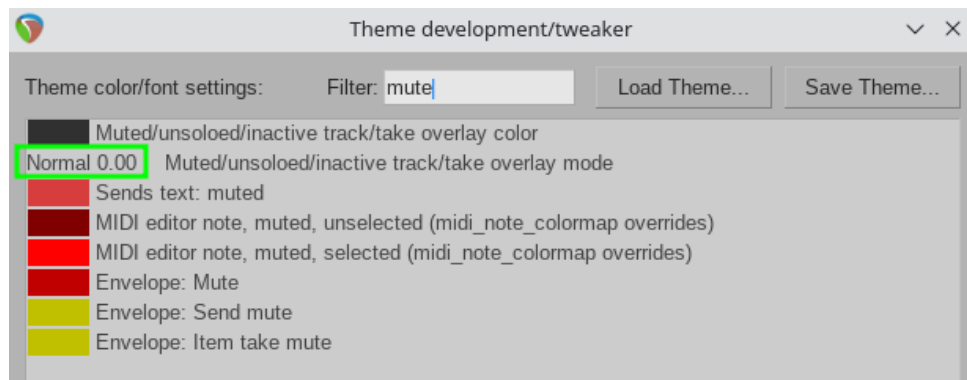 Theme development/tweaker
Theme color/font settings: Filter: mute Load Theme... Save Theme...
Muted/unsoloed/inactive track/take overlay color
Normal 0.00 Muted/unsoloed/inactive track/take overlay mode
Sends text: muted
MIDI editor note, muted, unselected (midi_note_colormap overrides)
MIDI editor note, muted, selected (midi_note_colormap overrides)
Envelope: Mute
Envelope: Send mute
Envelope: Item take mute